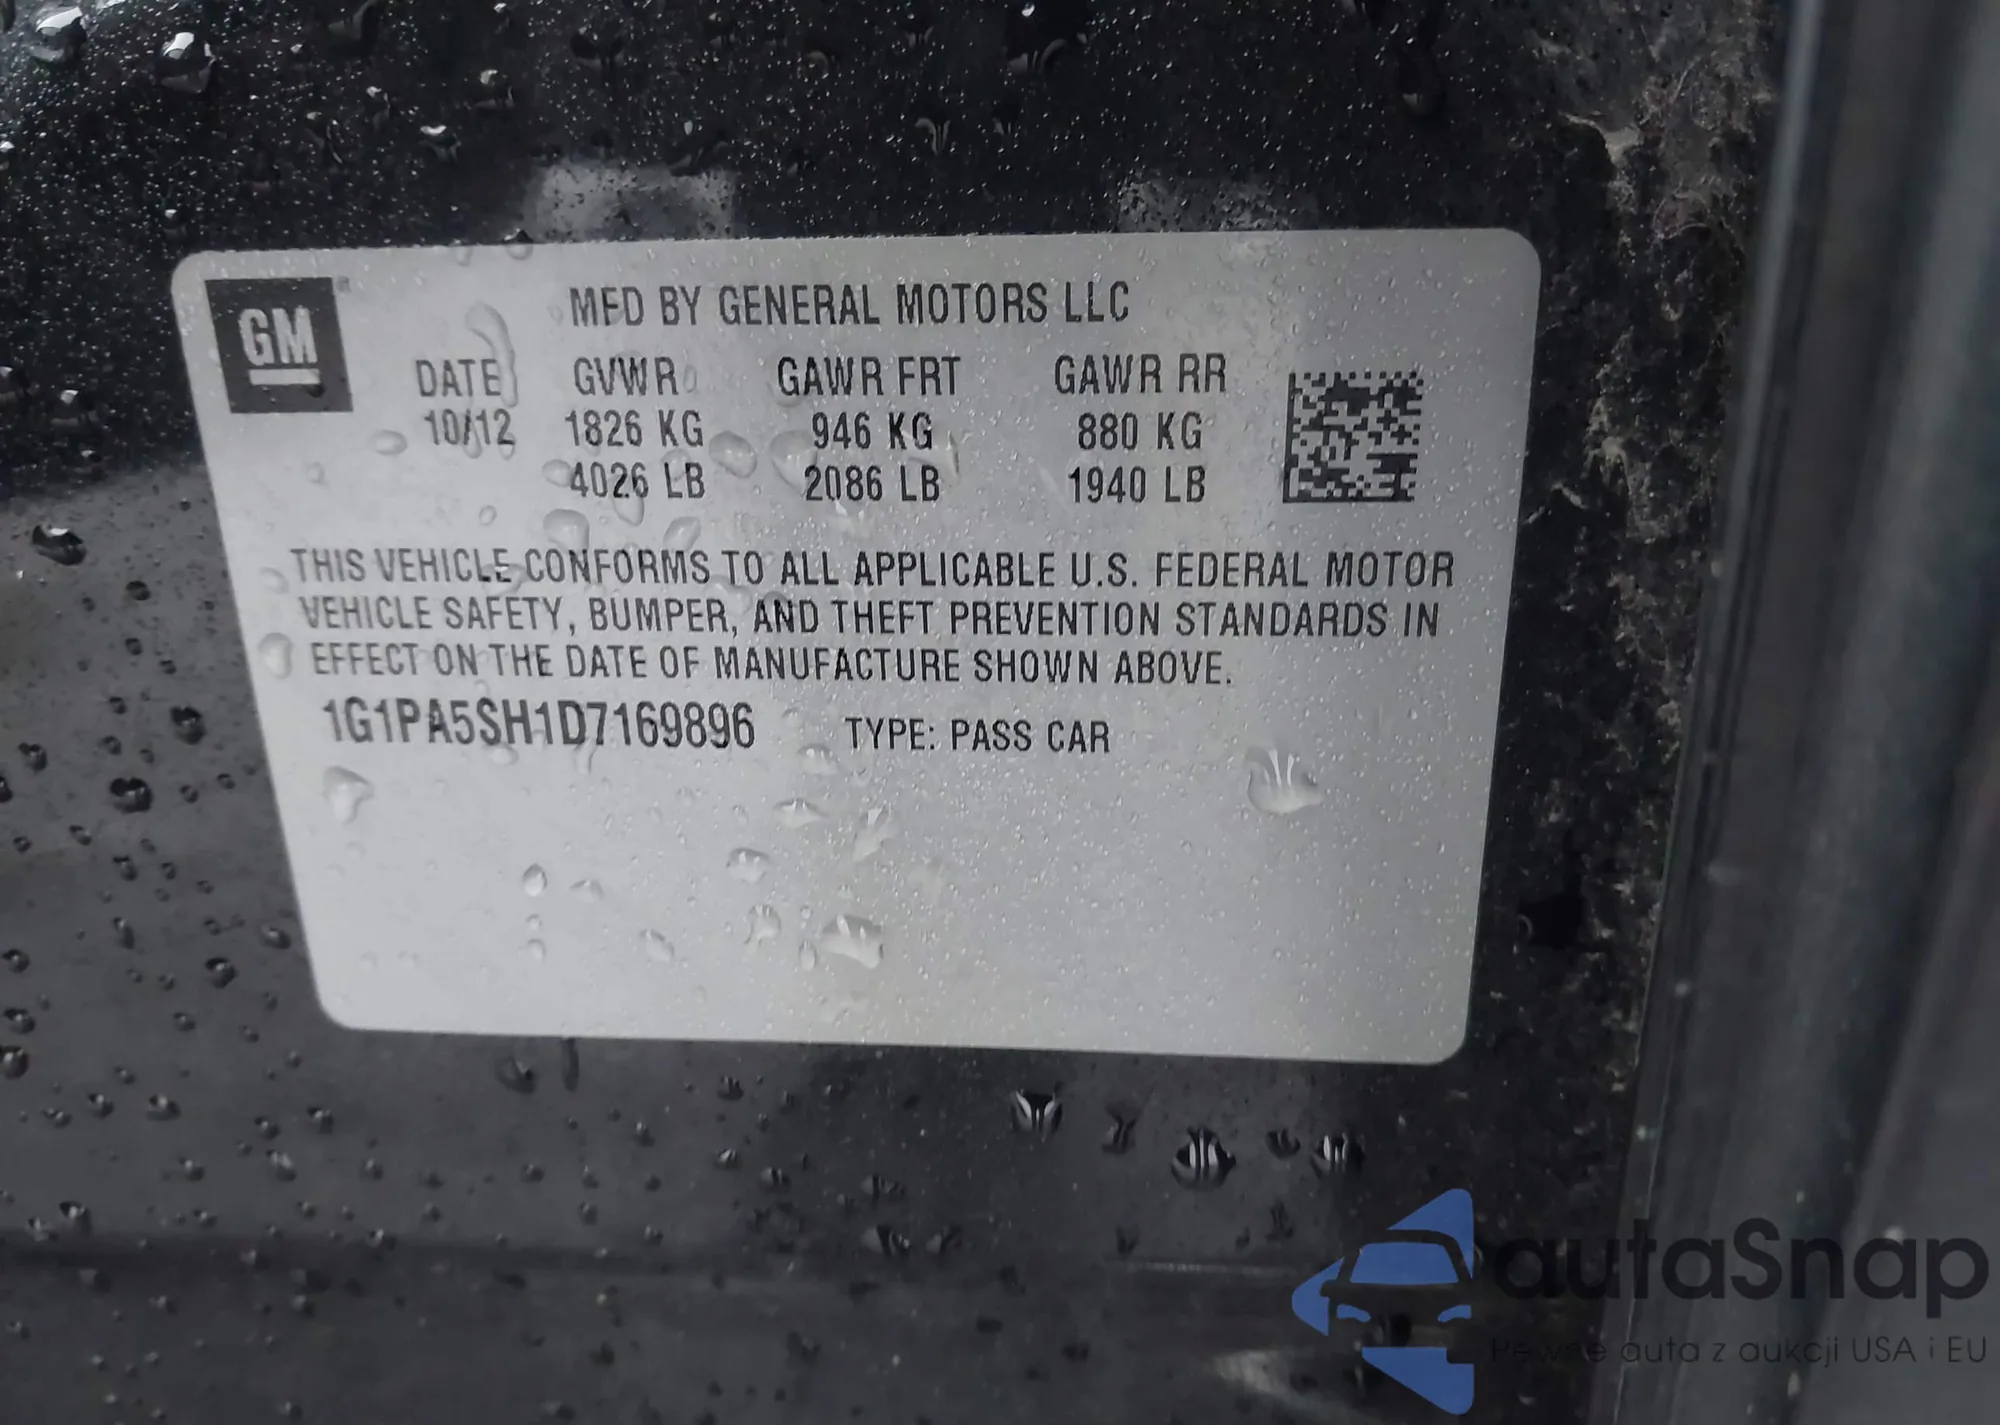 GM
MFD BY GENERAL MOTORS LLC
DATE GVWR GAWR FRT GAWR RR
10/12 1826 KG 946 KG 880 KG
4026 LB 2086 LB 1940 LB
THIS VEHICLE CONFORMS TO ALL APPLICABLE U.S. FEDERAL MOTOR
VEHICLE SAFETY, BUMPER, AND THEFT PREVENTION STANDARDS IN
EFFECT ON THE DATE OF MANUFACTURE SHOWN ABOVE.
1G1PA5SH1D7169896 TYPE: PASS CAR
autaSnap
Pewne auta z aukcji USA i EU